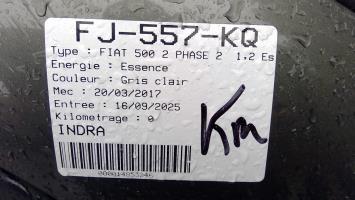 FJ-557-KQ
Type : FIAT 500 2 PHASE 2 1.2 Es
Energie : Essence
Couleur : Gris clair
Mec : 20/03/2017
Entree : 16/09/2025
Kilometrage : 0
INDRA
Km